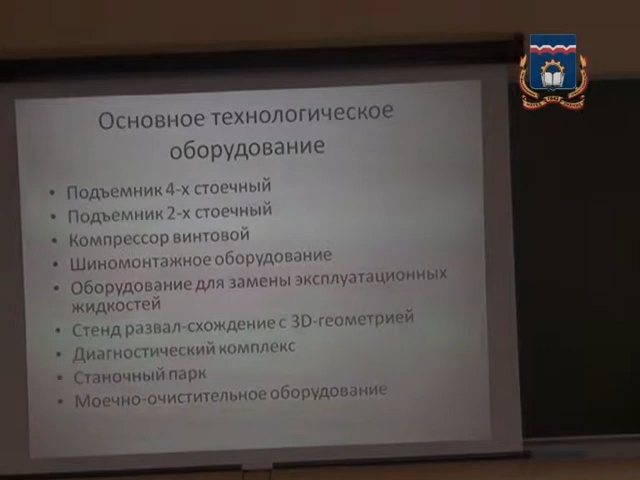 Основное технологическое
оборудование
• Подъемник 4-х стоечный
• Подъемник 2-х стоечный
• Компрессор винтовой
• Шиномонтажное оборудование
• Оборудование для замены эксплуатационных
жидкостей
• Стенд развал-схождение с 3D-геометрией
• Диагностический комплекс
• Станочный парк
• Моечно-очистительное оборудование